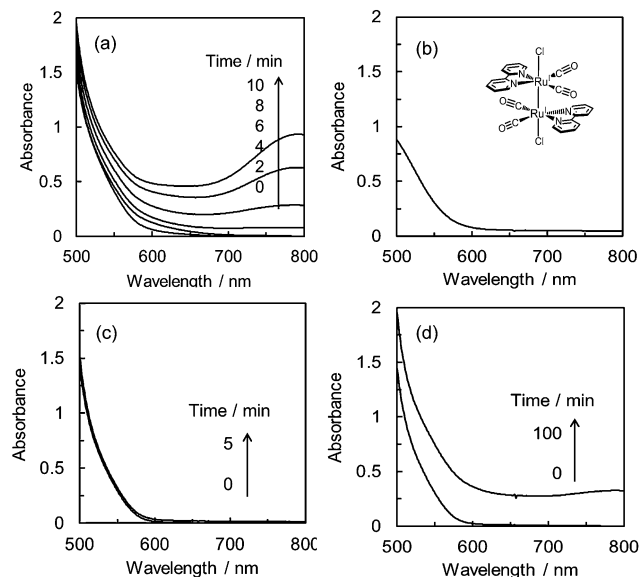 (a)
Time / min
10
8
6
4
2
0
2
1.5
1
0.5
0
500 600 700 800
Absorbance
Wavelength / nm
(b)
Cl
N
N
Ru
C
O
C
O
O
C
O
C
Ru
N
N
Cl
2
1.5
1
0.5
0
500 600 700 800
Absorbance
Wavelength / nm
(c)
Time / min
5
0
2
1.5
1
0.5
0
500 600 700 800
Absorbance
Wavelength / nm
(d)
Time / min
100
0
2
1.5
1
0.5
0
500 600 700 800
Absorbance
Wavelength / nm